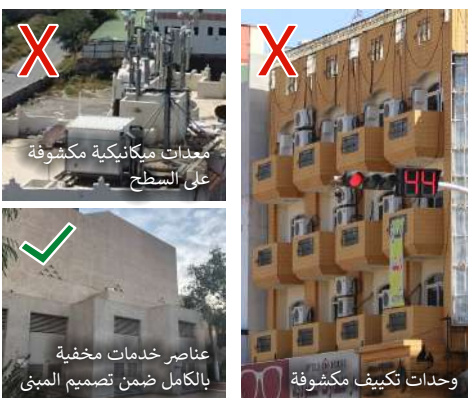 معدات ميكانيكية مكشوفة
على السطح
44
وحدات تكييف مكشوفة
عناصر خدمات مخفية
بالكامل ضمن تصميم المبنى